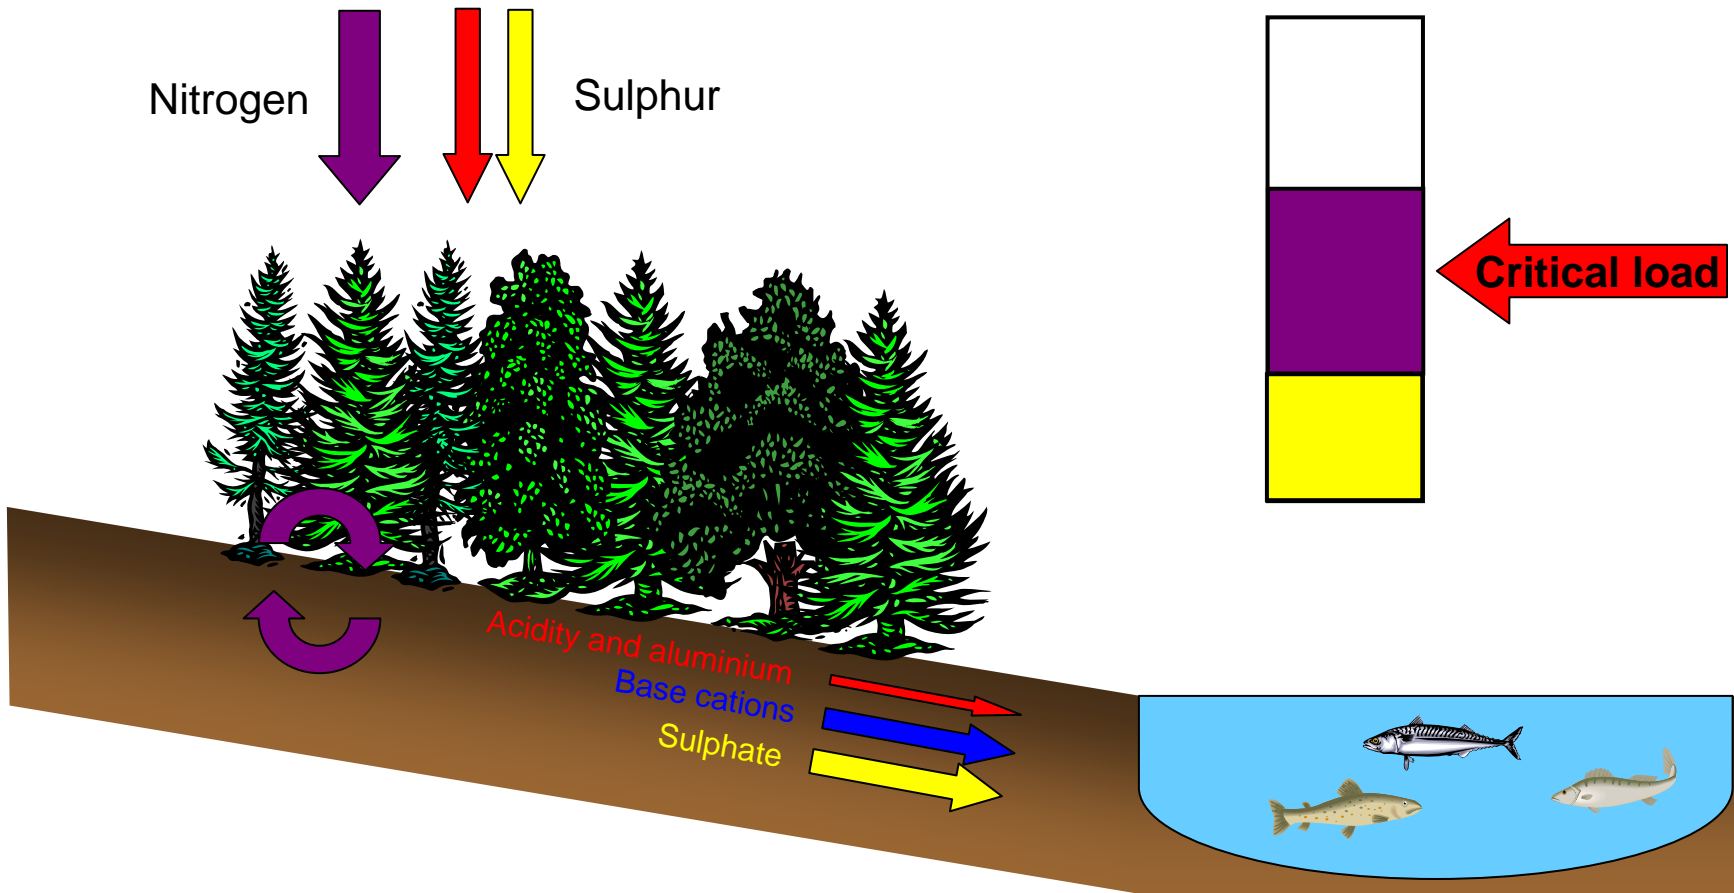 Nitrogen
Sulphur
Critical load
Acidity and aluminium
Base cations
Sulphate